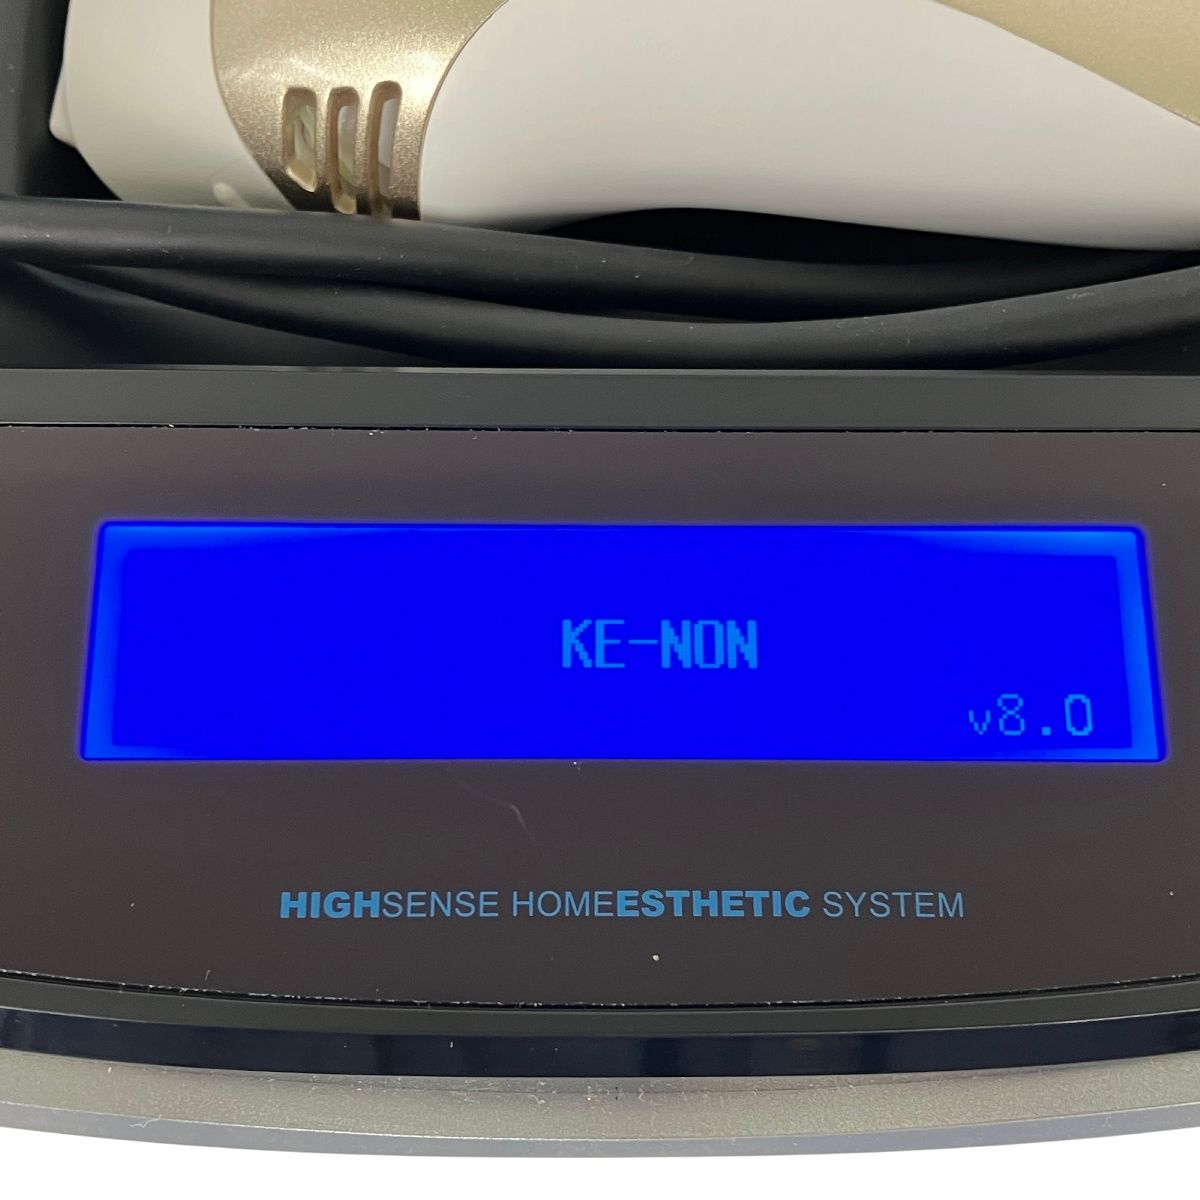 KE-NON
v8.0
HIGHSENSE HOMEESTHETIC SYSTEM